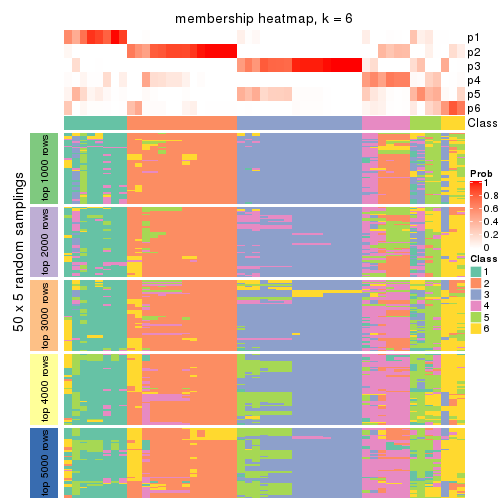 membership heatmap, k = 6
p1
p2
p3
p4
p5
p6
Class
50 x 5 random samplings
top 1000 rows
top 2000 rows
top 3000 rows
top 4000 rows
top 5000 rows
Prob
1
0.8
0.6
0.4
0.2
0
Class
1
2
3
4
5
6